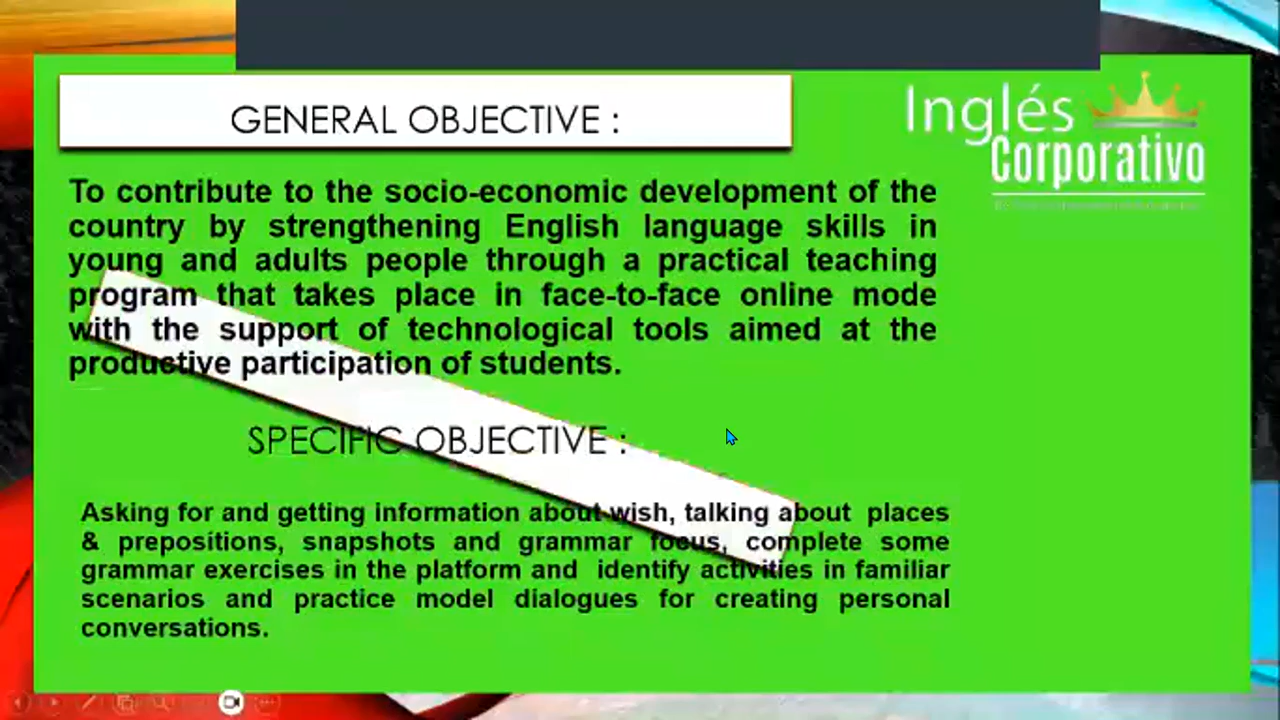 GENERAL OBJECTIVE :
Inglés
Corporativo
To contribute to the socio-economic development of the
country by strengthening English language skills in
young and adults people through a practical teaching
program that takes place in face-to-face online mode
with the support of technological tools aimed at the
productive participation of students.
SPECIFIC OBJECTIVE :
Asking for and getting information about wish, talking about places
& prepositions, snapshots and grammar focus, complete some
grammar exercises in the platform and identify activities in familiar
scenarios and practice model dialogues for creating personal
conversations.